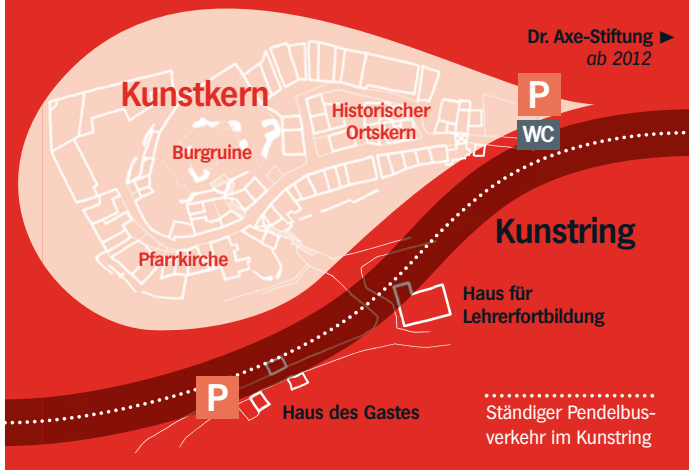 Dr. Axe-Stiftung ►
ab 2012
P
WC
Kunstkern
Historischer
Ortskern
Burgruine
Pfarrkirche
Kunstring
Haus für
Lehrerfortbildung
P
Haus des Gastes
Ständiger Pendelbus-
verkehr im Kunstring